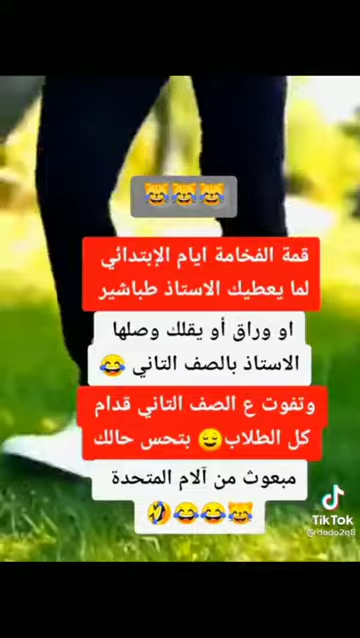 😹😹😹
قمة الفخامة ايام الإبتدائي
لما يعطيك الاستاذ طباشير
او وراق أو يقلك وصلها
الاستاذ بالصف التاني 😂
وتفوت ع الصف التاني قدام
كل الطلاب😌 بتحس حالك
مبعوث من آلام المتحدة
🤣😂😂😹
TikTok
@dodo2q8